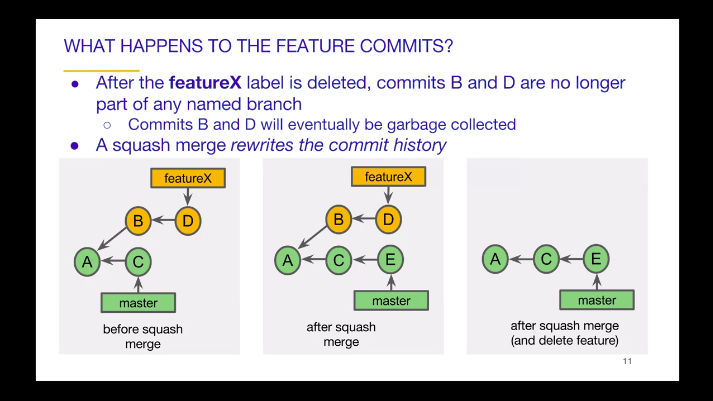 WHAT HAPPENS TO THE FEATURE COMMITS?
● After the featureX label is deleted, commits B and D are no longer
part of any named branch
○ Commits B and D will eventually be garbage collected
● A squash merge rewrites the commit history
featureX
B D
A C
master
before squash
merge
featureX
B D
A C E
master
after squash
merge
A C E
master
after squash merge
(and delete feature)
11